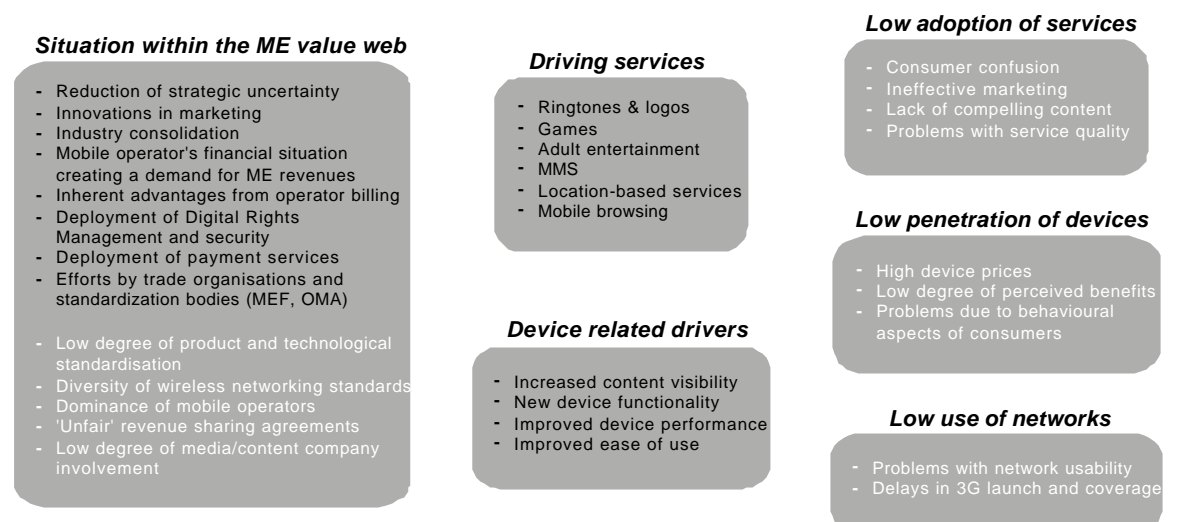 Situation within the ME value web
- Reduction of strategic uncertainty
- Innovations in marketing
- Industry consolidation
- Mobile operator's financial situation
creating a demand for ME revenues
- Inherent advantages from operator billing
- Deployment of Digital Rights
Management and security
- Deployment of payment services
- Efforts by trade organisations and
standardization bodies (MEF, OMA)
- Low degree of product and technological
standardisation
- Diversity of wireless networking standards
- Dominance of mobile operators
- 'Unfair' revenue sharing agreements
- Low degree of media/content company
involvement
Driving services
- Ringtones & logos
- Games
- Adult entertainment
- MMS
- Location-based services
- Mobile browsing
Device related drivers
- Increased content visibility
- New device functionality
- Improved device performance
- Improved ease of use
Low adoption of services
- Consumer confusion
- Ineffective marketing
- Lack of compelling content
- Problems with service quality
Low penetration of devices
- High device prices
- Low degree of perceived benefits
- Problems due to behavioural
aspects of consumers
Low use of networks
- Problems with network usability
- Delays in 3G launch and coverage